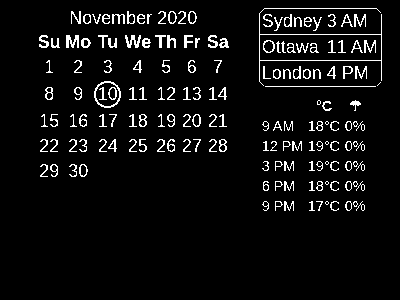 November 2020
Su Mo Tu We Th Fr Sa
1 2 3 4 5 6 7
8 9 10 11 12 13 14
15 16 17 18 19 20 21
22 23 24 25 26 27 28
29 30
Sydney 3 AM
Ottawa 11 AM
London 4 PM
°C ☂
9 AM 18°C 0%
12 PM 19°C 0%
3 PM 19°C 0%
6 PM 18°C 0%
9 PM 17°C 0%